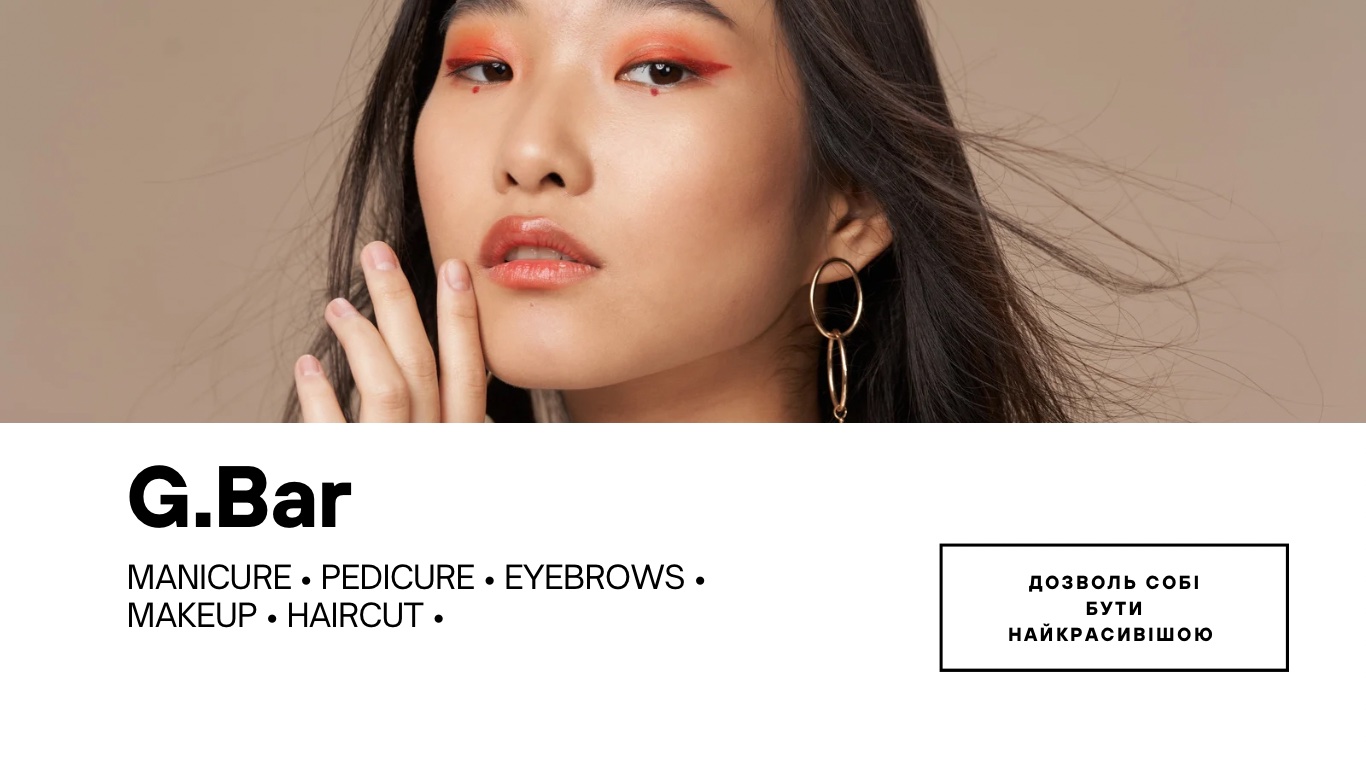 G.Bar
MANICURE • PEDICURE • EYEBROWS •
MAKEUP • HAIRCUT •
ДОЗВОЛЬ СОБІ
БУТИ
НАЙКРАСИВІШОЮ